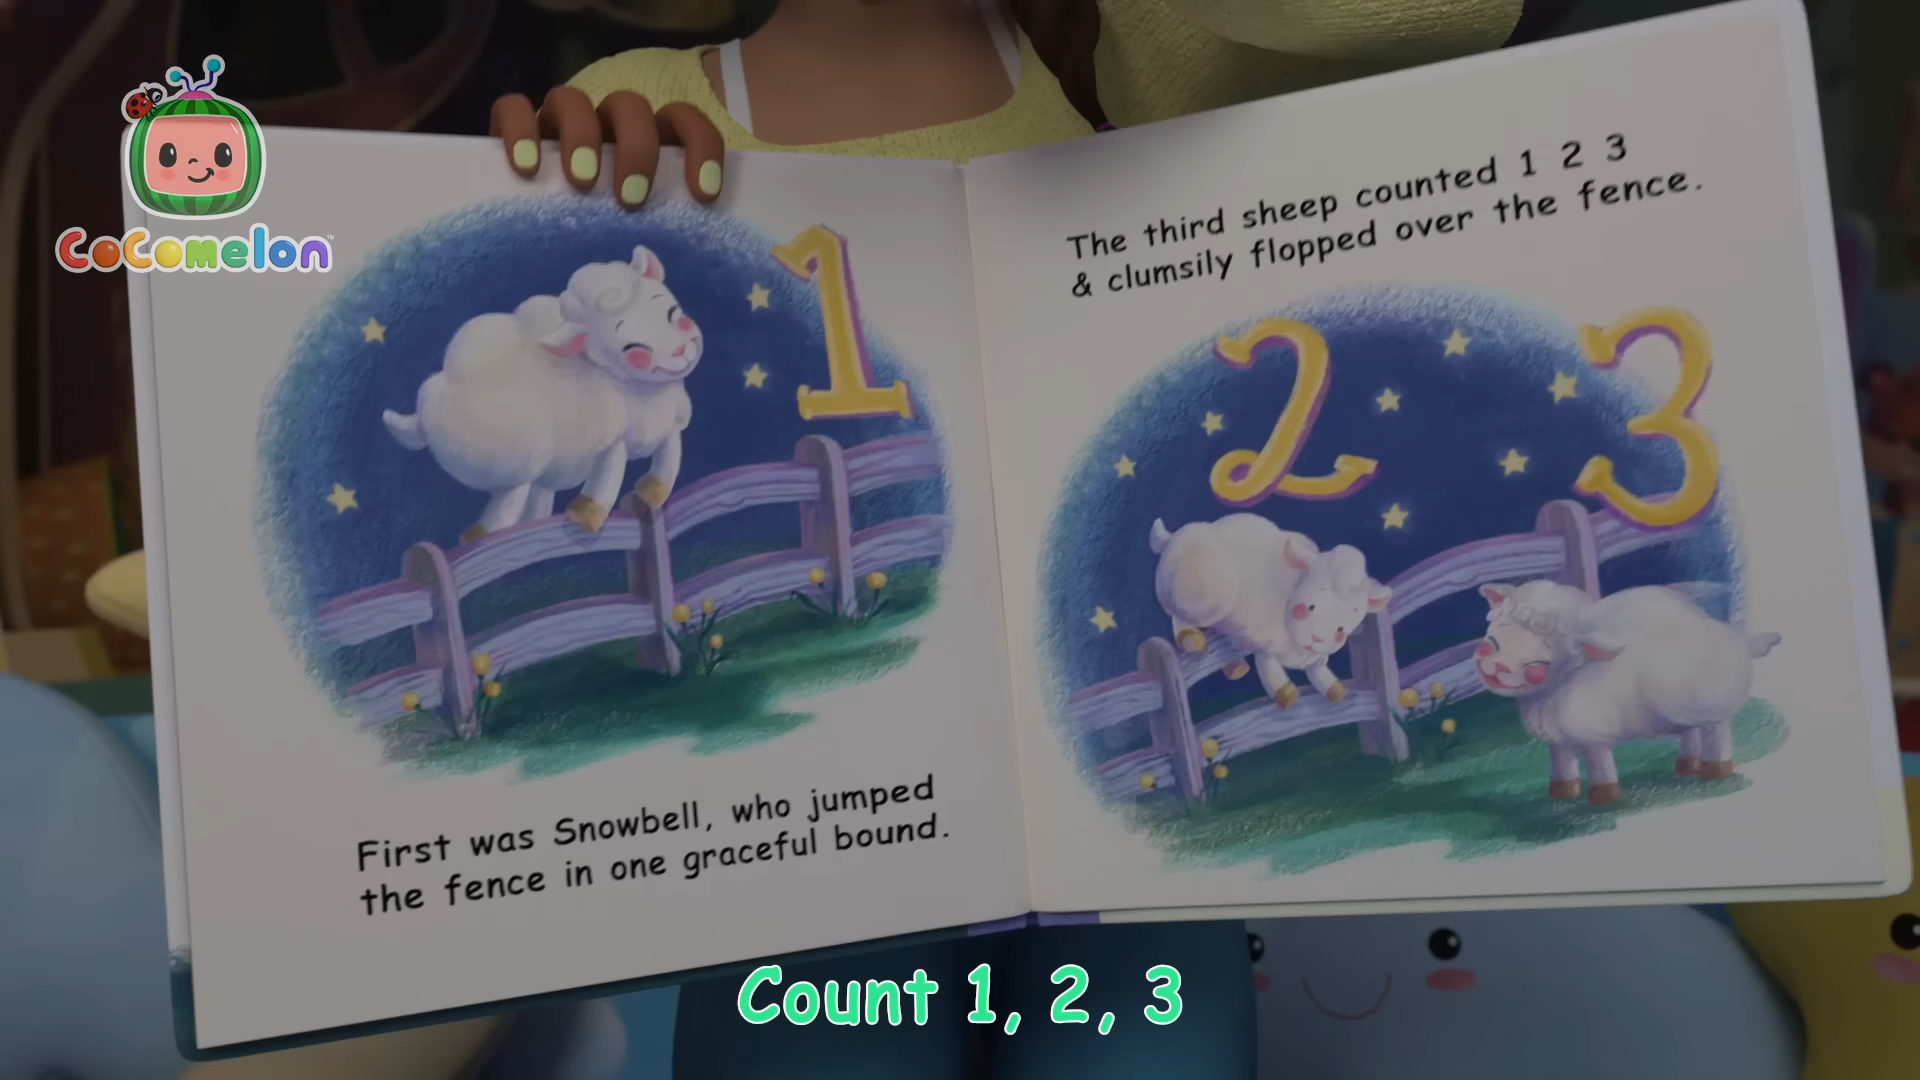 CoComelon™
1
First was Snowbell, who jumped
the fence in one graceful bound.
The third sheep counted 1 2 3
& clumsily flopped over the fence.
2 3
Count 1, 2, 3